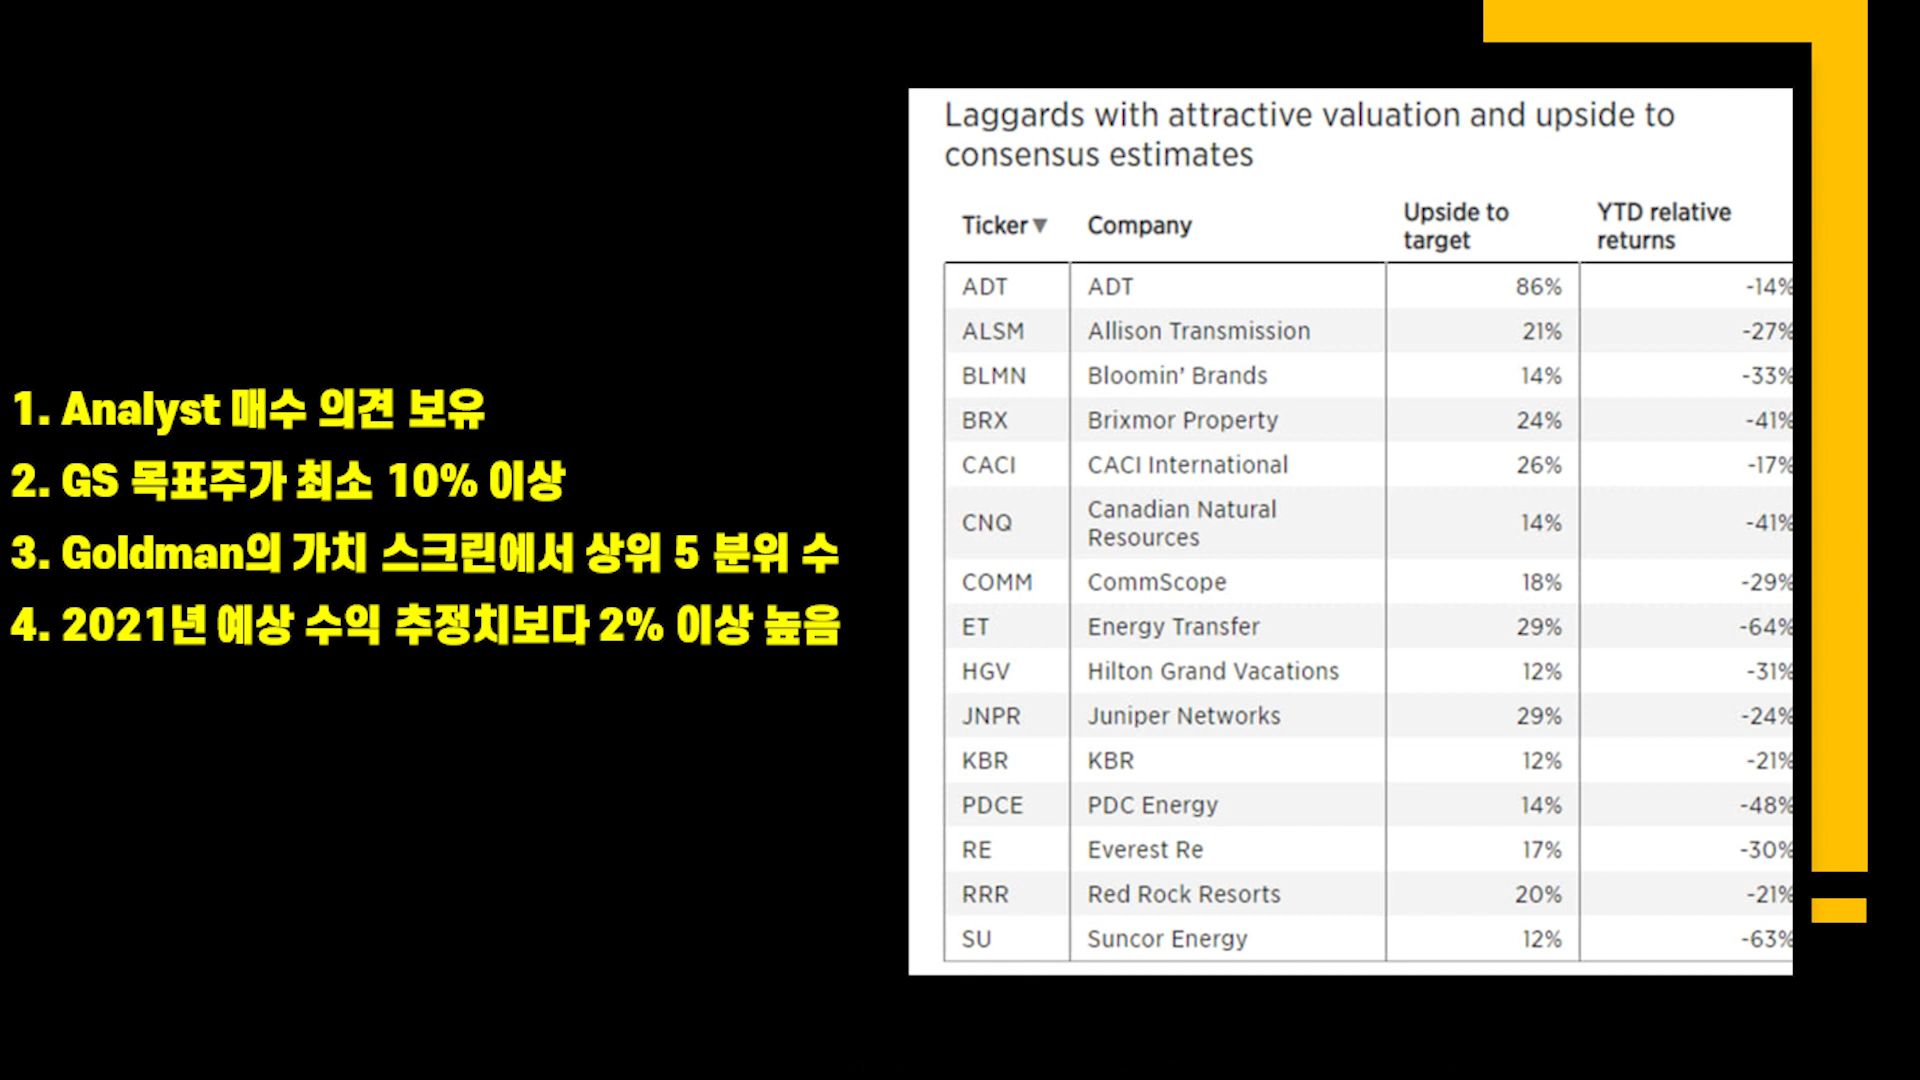 1. Analyst 매수 의견 보유
2. GS 목표주가 최소 10% 이상
3. Goldman의 가치 스크린에서 상위 5 분위 수
4. 2021년 예상 수익 추정치보다 2% 이상 높음
Laggards with attractive valuation and upside to
consensus estimates
Ticker▼ Company Upside to target YTD relative returns
ADT ADT 86% -14%
ALSM Allison Transmission 21% -27%
BLMN Bloomin’ Brands 14% -33%
BRX Brixmor Property 24% -41%
CACI CACI International 26% -17%
CNQ Canadian Natural Resources 14% -41%
COMM CommScope 18% -29%
ET Energy Transfer 29% -64%
HGV Hilton Grand Vacations 12% -31%
JNPR Juniper Networks 29% -24%
KBR KBR 12% -21%
PDCE PDC Energy 14% -48%
RE Everest Re 17% -30%
RRR Red Rock Resorts 20% -21%
SU Suncor Energy 12% -63%